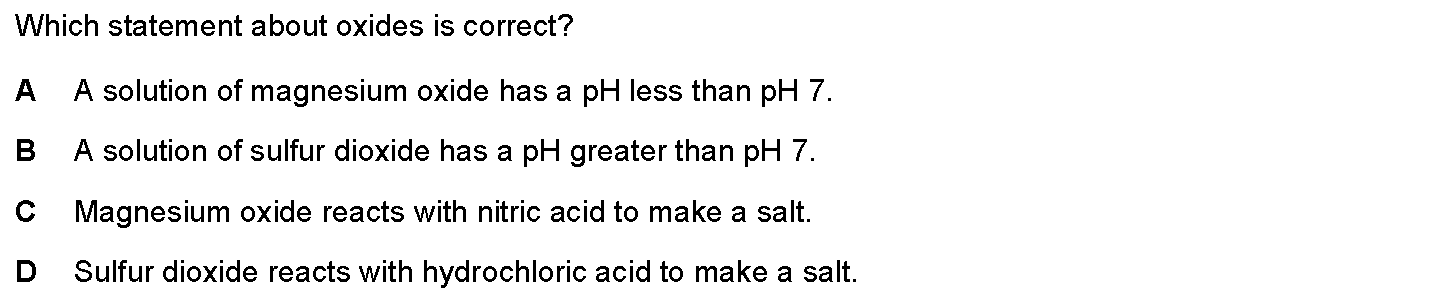 Which statement about oxides is correct?
A A solution of magnesium oxide has a pH less than pH 7.
B A solution of sulfur dioxide has a pH greater than pH 7.
C Magnesium oxide reacts with nitric acid to make a salt.
D Sulfur dioxide reacts with hydrochloric acid to make a salt.